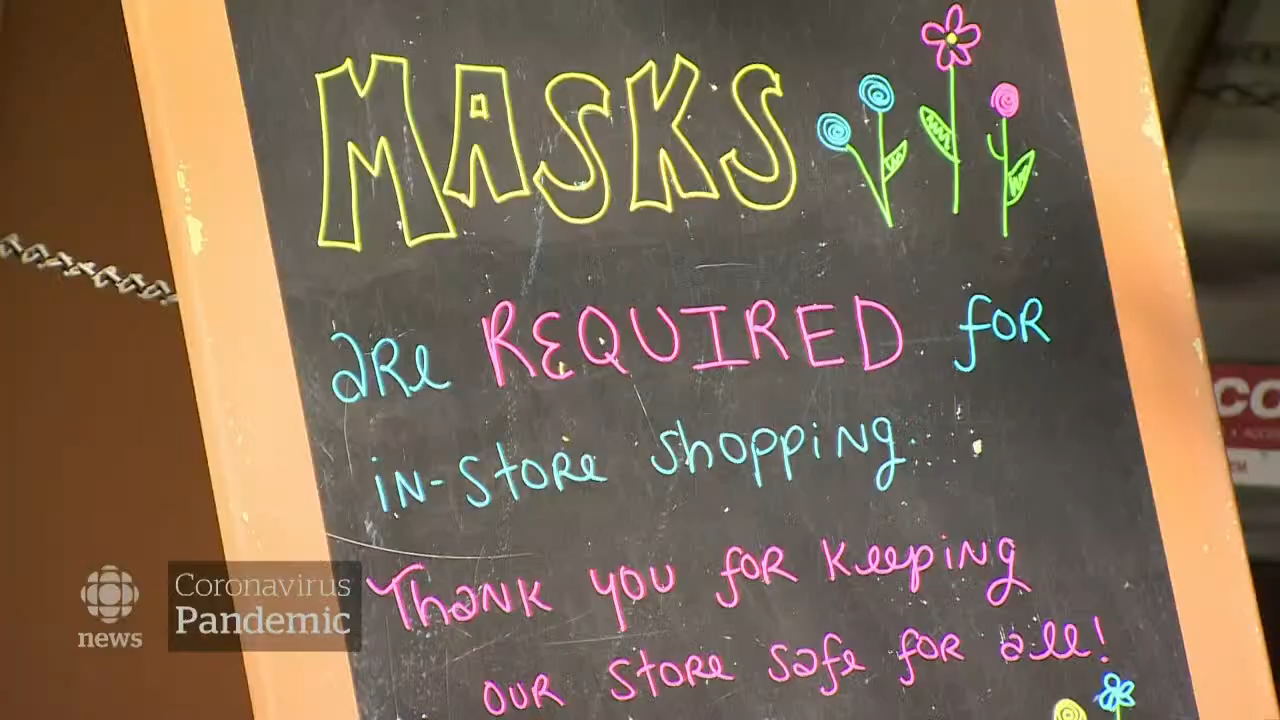 MASKS
are REQUIRED for
in-store shopping.
Thank you for keeping
our store safe for all!
Coronavirus
Pandemic
news